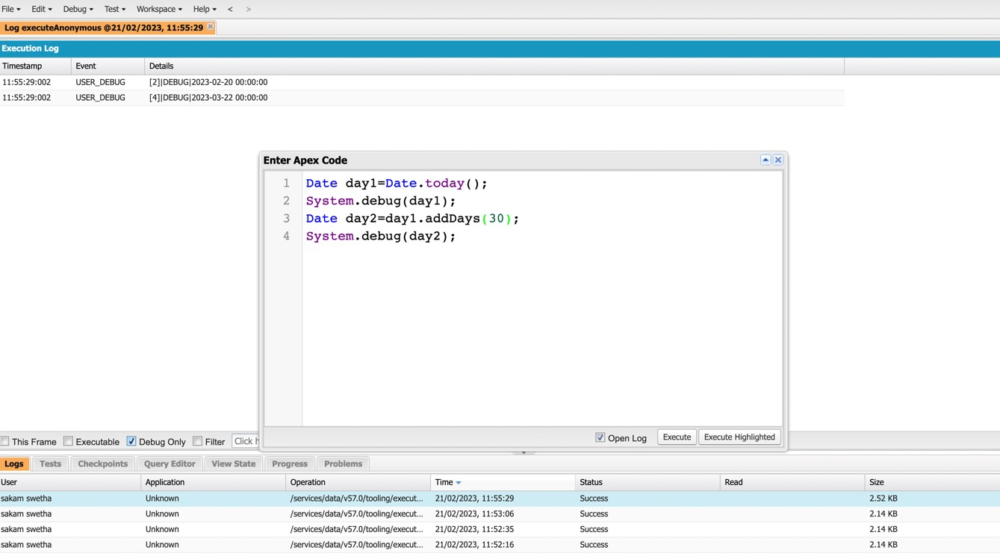 File Edit Debug Test Workspace Help < >
Log executeAnonymous @21/02/2023, 11:55:29
Execution Log
Timestamp Event Details
11:55:29:002 USER_DEBUG [2]|DEBUG|2023-02-20 00:00:00
11:55:29:002 USER_DEBUG [4]|DEBUG|2023-03-22 00:00:00
Enter Apex Code
1 Date day1=Date.today();
2 System.debug(day1);
3 Date day2=day1.addDays(30);
4 System.debug(day2);
Open Log Execute Execute Highlighted
This Frame Executable Debug Only Filter Click
Logs Tests Checkpoints Query Editor View State Progress Problems
User Application Operation Time Status Read Size
sakam swetha Unknown /services/data/v57.0/tooling/execut... 21/02/2023, 11:55:29 Success 2.52 KB
sakam swetha Unknown /services/data/v57.0/tooling/execut... 21/02/2023, 11:53:06 Success 2.14 KB
sakam swetha Unknown /services/data/v57.0/tooling/execut... 21/02/2023, 11:52:35 Success 2.14 KB
sakam swetha Unknown /services/data/v57.0/tooling/execut... 21/02/2023, 11:52:16 Success 2.14 KB